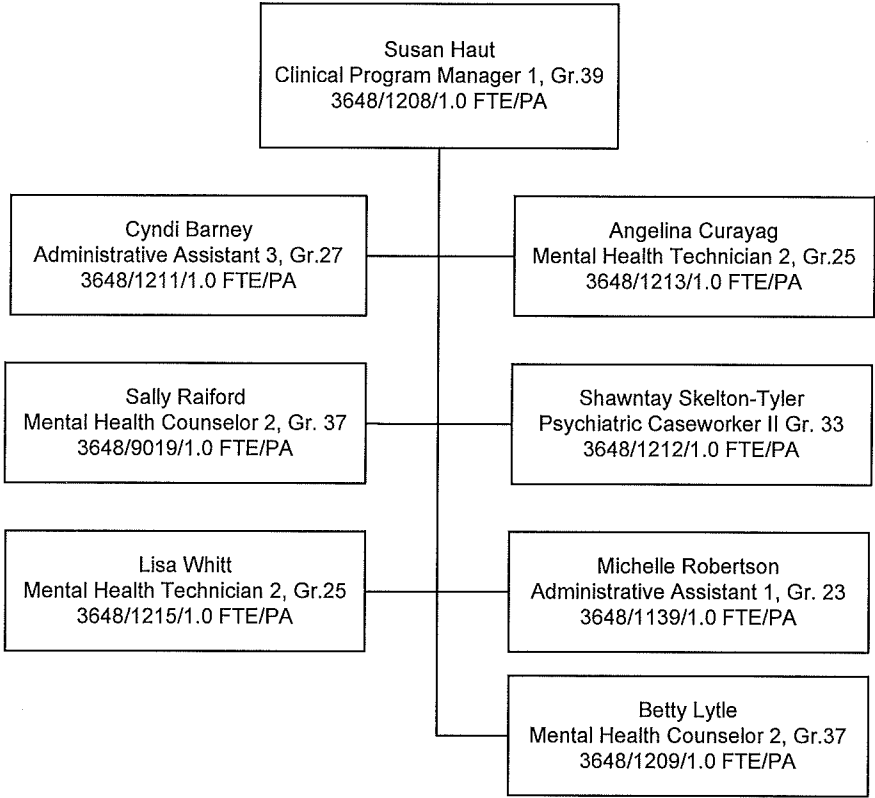 Susan Haut
Clinical Program Manager 1, Gr.39
3648/1208/1.0 FTE/PA
Cyndi Barney
Administrative Assistant 3, Gr.27
3648/1211/1.0 FTE/PA
Angelina Curayag
Mental Health Technician 2, Gr.25
3648/1213/1.0 FTE/PA
Sally Raiford
Mental Health Counselor 2, Gr. 37
3648/9019/1.0 FTE/PA
Shawntay Skelton-Tyler
Psychiatric Caseworker II Gr. 33
3648/1212/1.0 FTE/PA
Lisa Whitt
Mental Health Technician 2, Gr.25
3648/1215/1.0 FTE/PA
Michelle Robertson
Administrative Assistant 1, Gr. 23
3648/1139/1.0 FTE/PA
Betty Lytle
Mental Health Counselor 2, Gr.37
3648/1209/1.0 FTE/PA